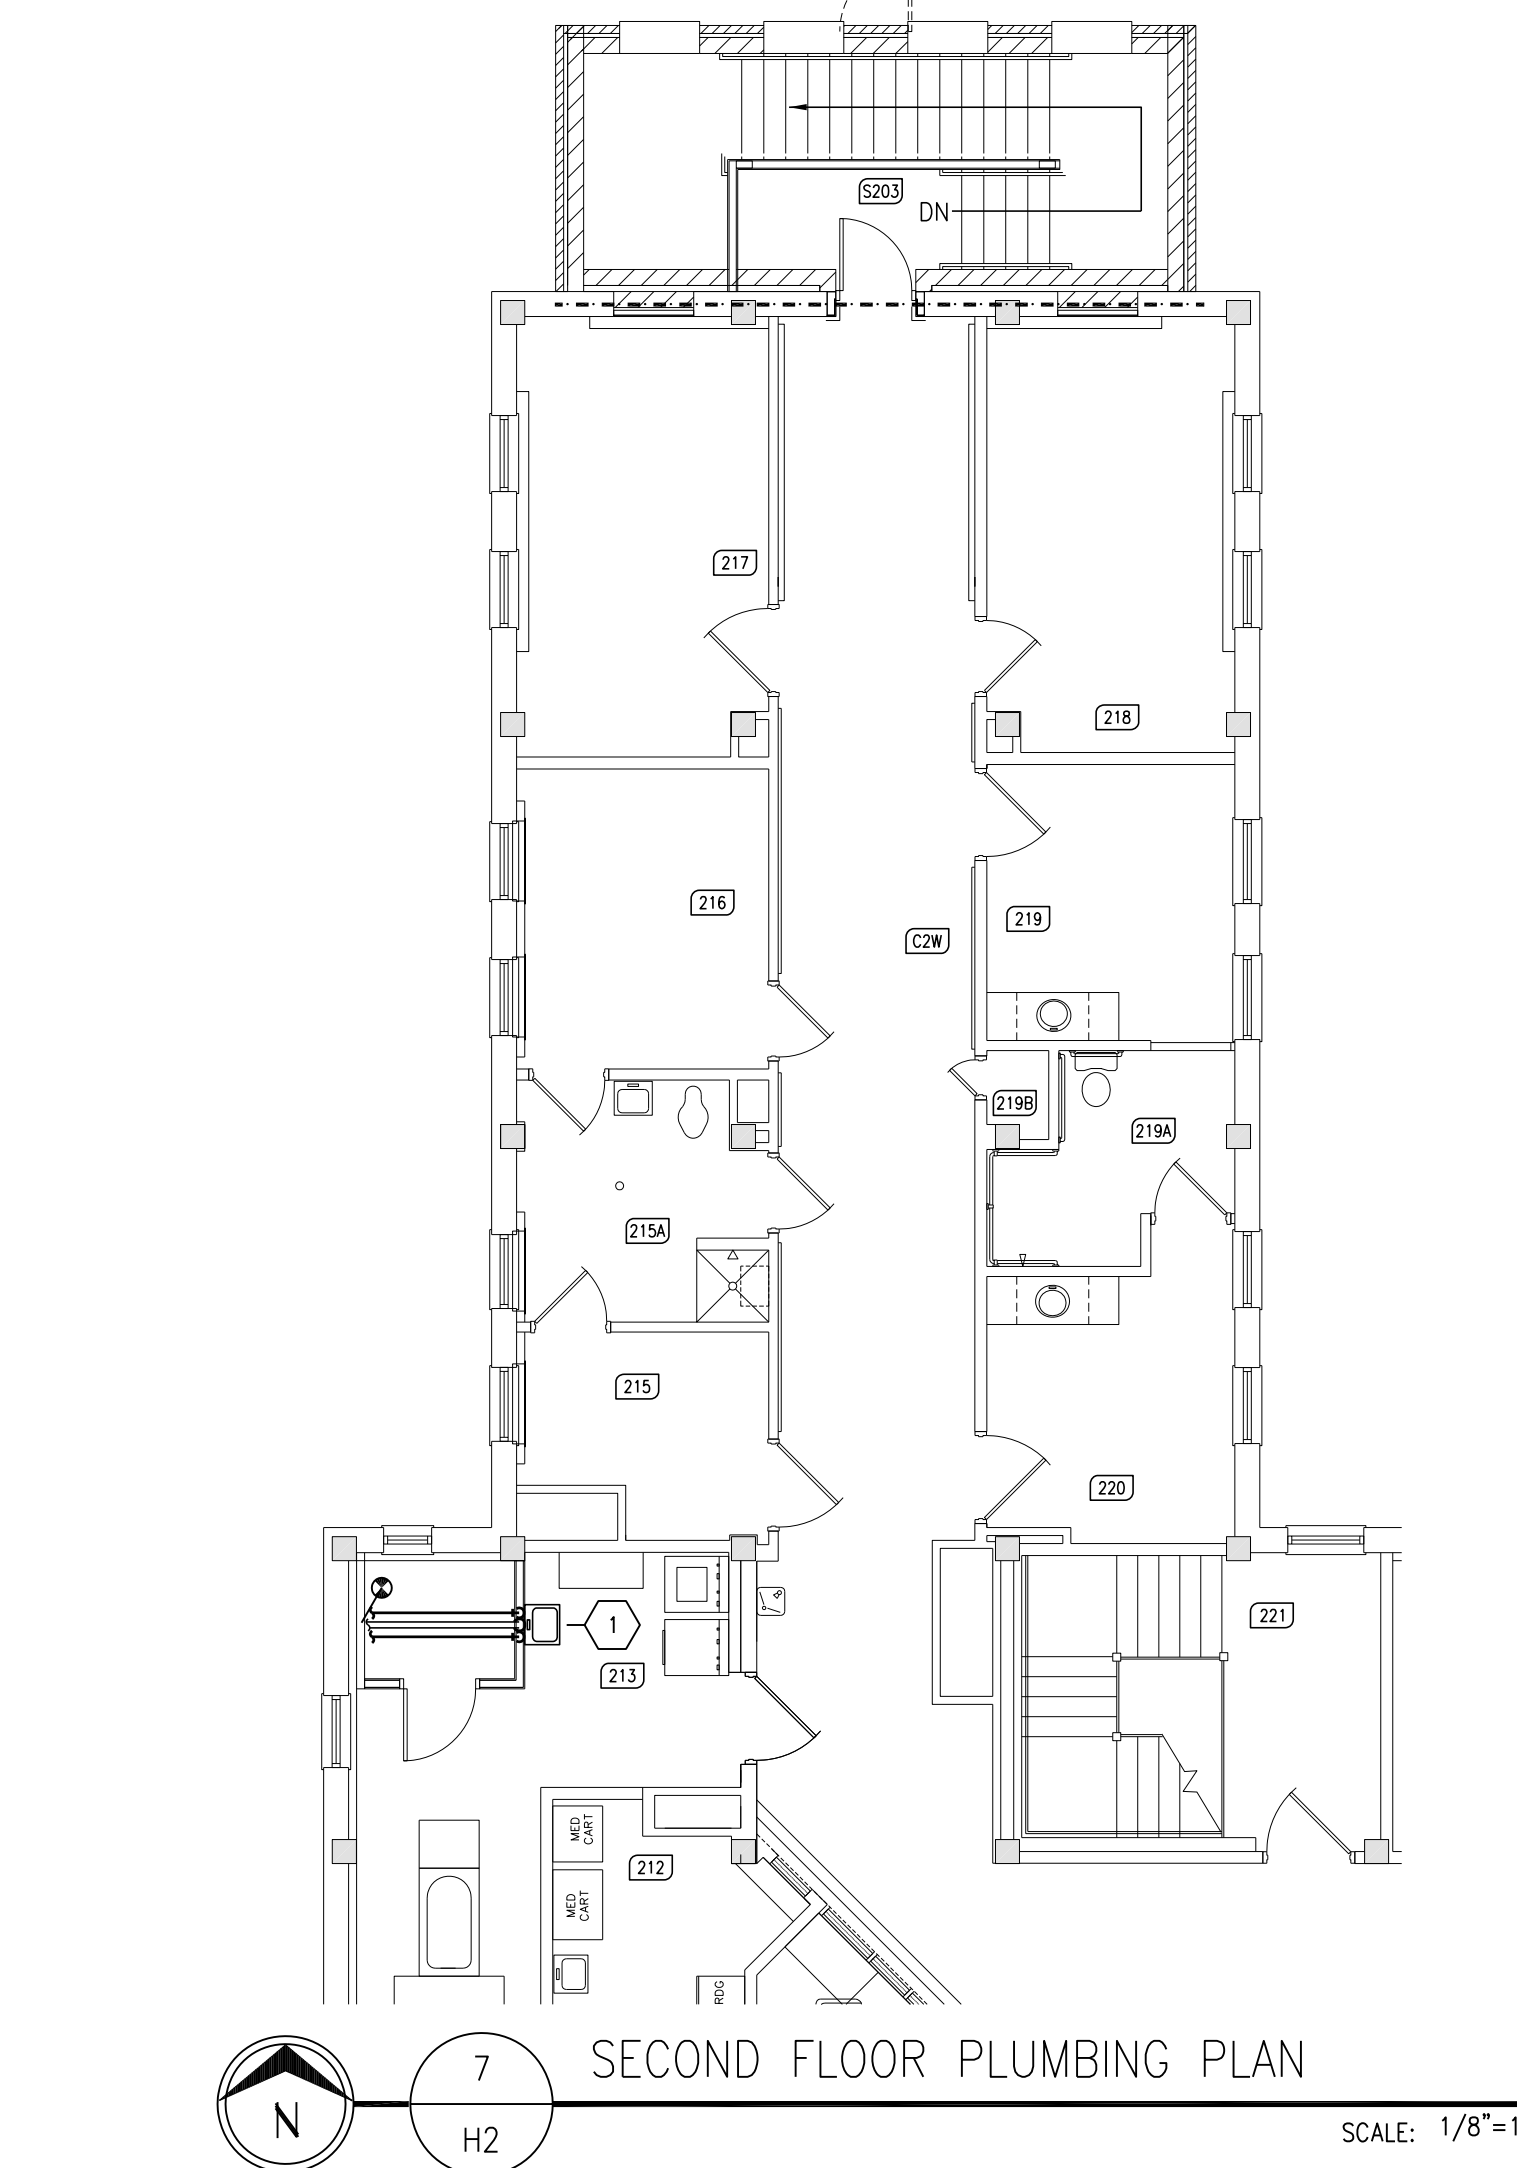 S203
DN
217
218
216
219
C2W
219B
219A
215A
215
220
1
221
213
MED
CART
212
MED
CART
RDG
7
SECOND FLOOR PLUMBING PLAN
N
H2
SCALE: 1/8"=1